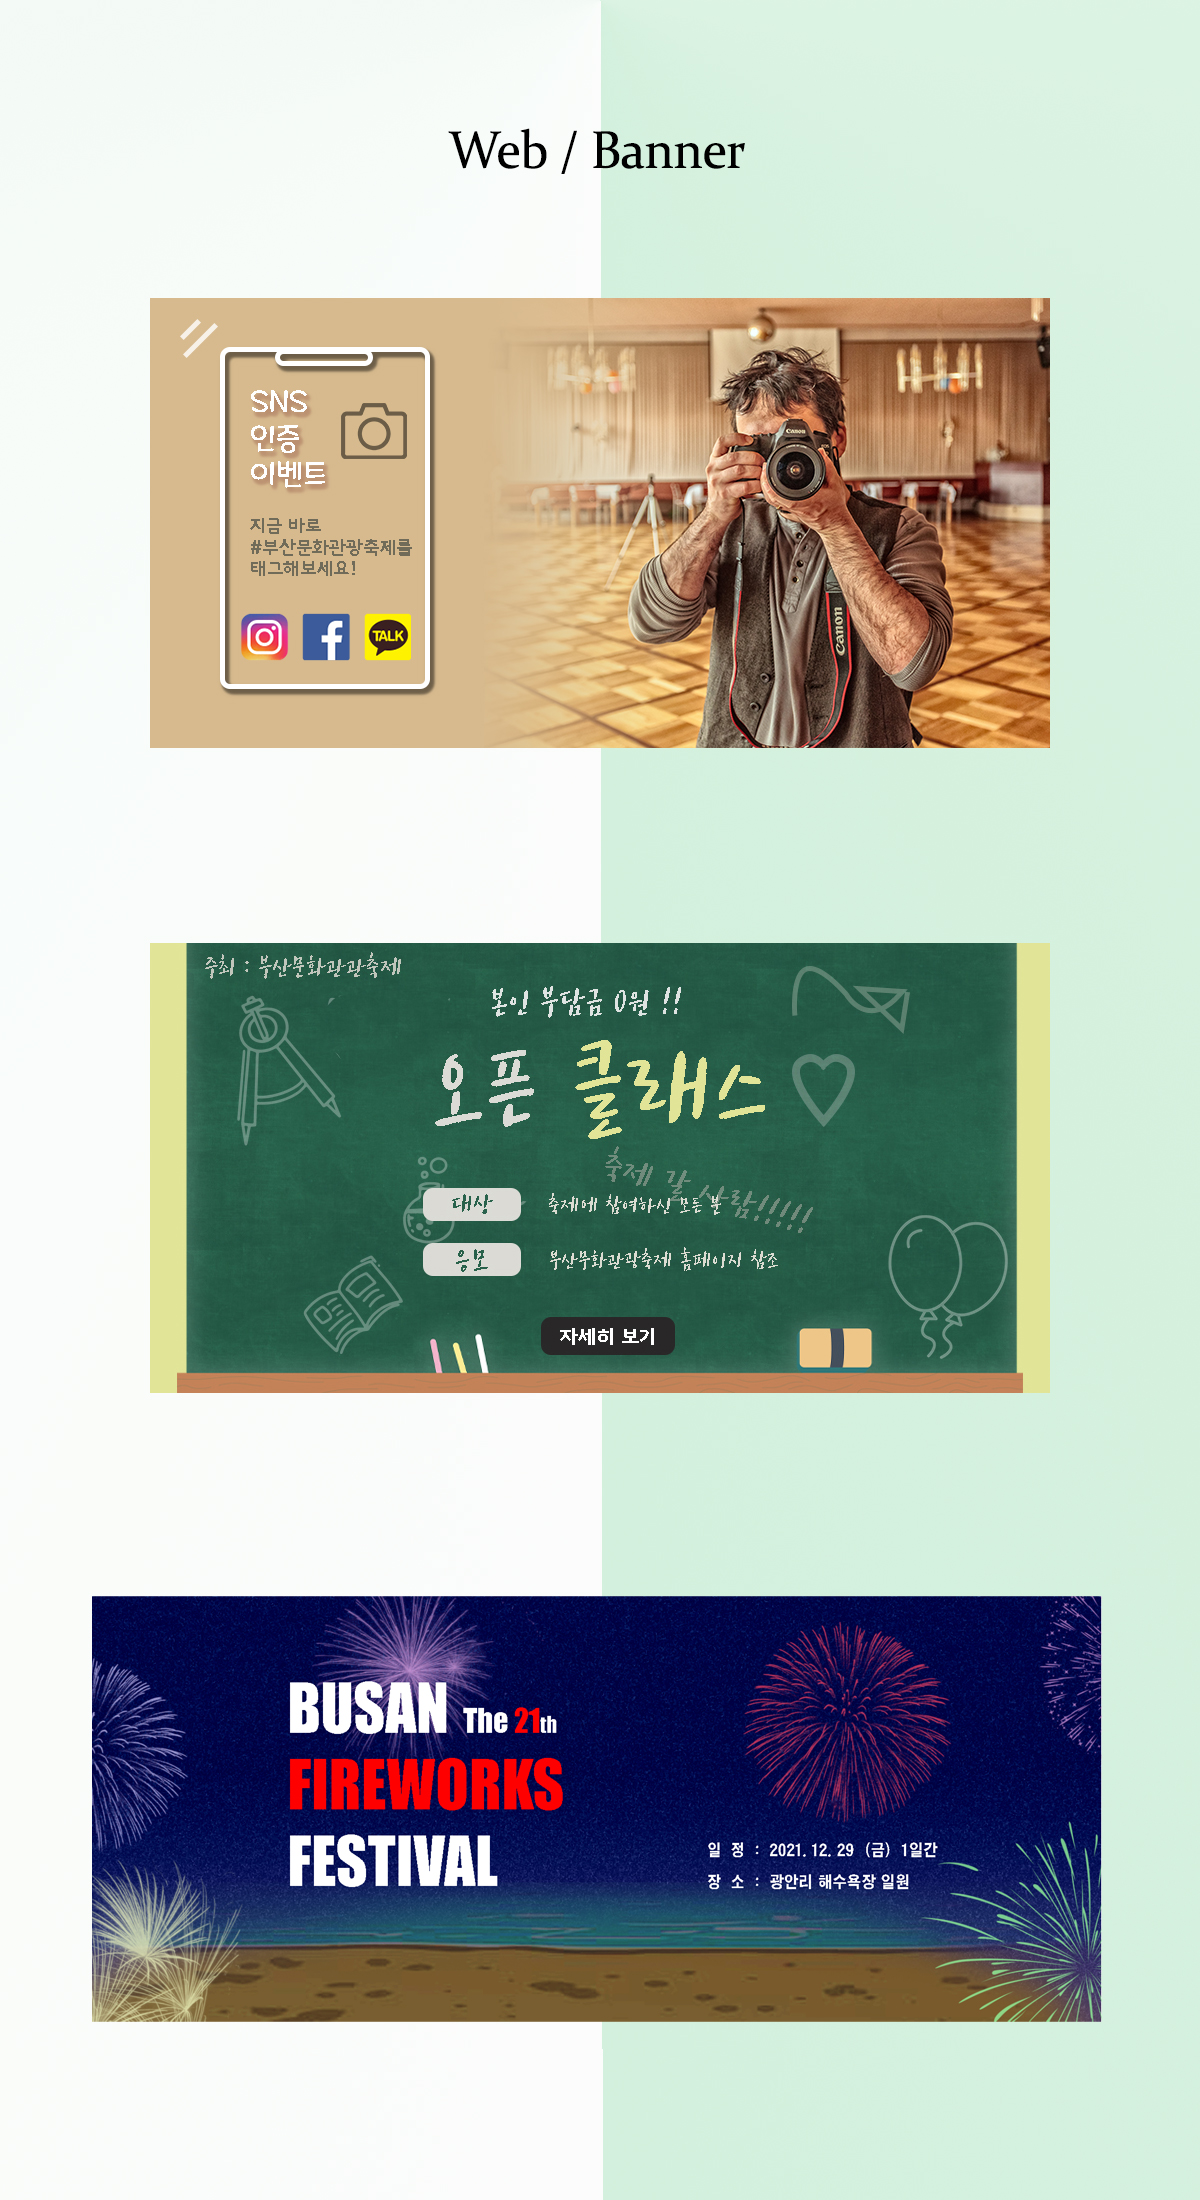 Web / Banner
SNS
인증
이벤트
지금 바로
#부산문화관광축제를
태그해보세요!
TALK
Canon
Canon
주최 : 부산문화관관축제
본인 부담금 0원 !!
오픈 클래스
축제 갈 사람!!!!!
대상 축제에 참여하신 모든 분
응모 부산무화관광축제 홈페이지 참조
자세히 보기
BUSAN The 21th
FIREWORKS
FESTIVAL
일 정 : 2021. 12. 29 (금) 1일간
장 소 : 광안리 해수욕장 일원